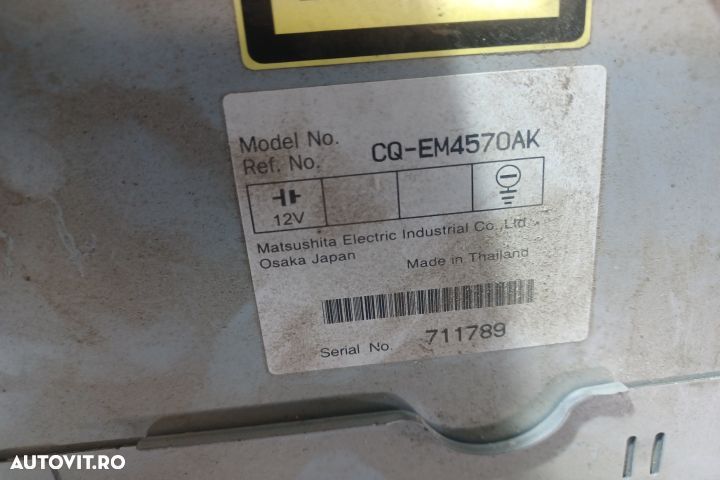 Model No. CQ-EM4570AK
Ref. No.
12V
Matsushita Electric Industrial Co.,Ltd
Osaka Japan Made in Thailand
Serial No. 711789
AUTOVIT.RO